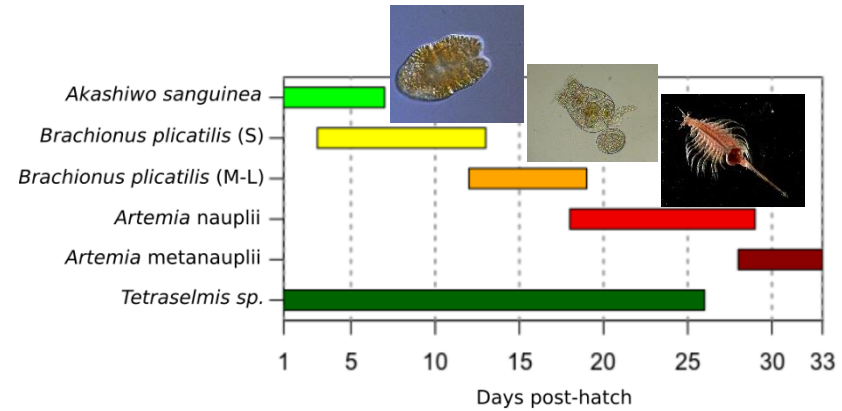 Akashiwo sanguinea
Brachionus plicatilis (S)
Brachionus plicatilis (M-L)
Artemia nauplii
Artemia metanauplii
Tetraselmis sp.
1 5 10 15 20 25 30 33
Days post-hatch